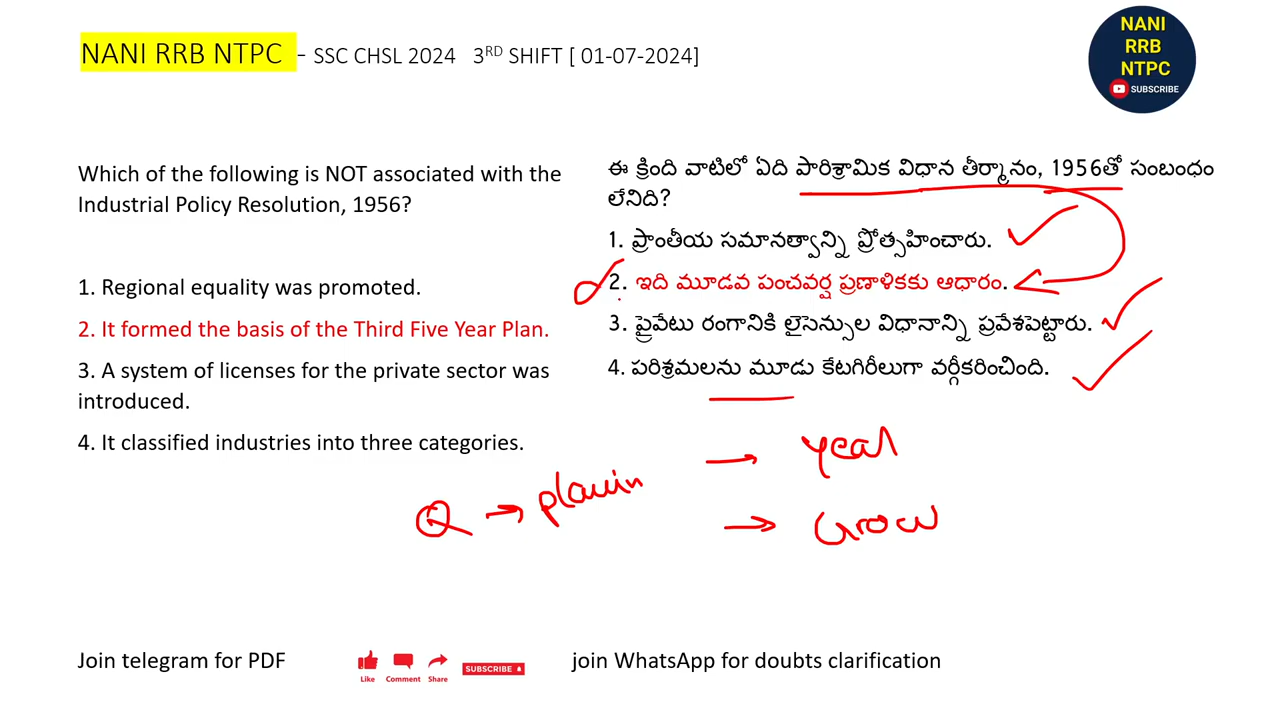 NANI RRB NTPC - SSC CHSL 2024 3RD SHIFT [ 01-07-2024]
NANI
RRB
NTPC
SUBSCRIBE
Which of the following is NOT associated with the
Industrial Policy Resolution, 1956?
1. Regional equality was promoted.
2. It formed the basis of the Third Five Year Plan.
3. A system of licenses for the private sector was
introduced.
4. It classified industries into three categories.
ఈ క్రింది వాటిలో ఏది పారిశ్రామిక విధాన తీర్మానం, 1956తో సంబంధం
లేనిది?
1. ప్రాంతీయ సమానత్వాన్ని ప్రోత్సహించారు.
2. ఇది మూడవ పంచవర్ష ప్రణాళికకు ఆధారం.
3. ప్రైవేటు రంగానికి లైసెన్సుల విధానాన్ని ప్రవేశపెట్టారు.
4. పరిశ్రమలను మూడు కేటగిరీలుగా వర్గీకరించింది.
year
Grow
Join telegram for PDF
Like
Comment
Share
SUBSCRIBE
join WhatsApp for doubts clarification